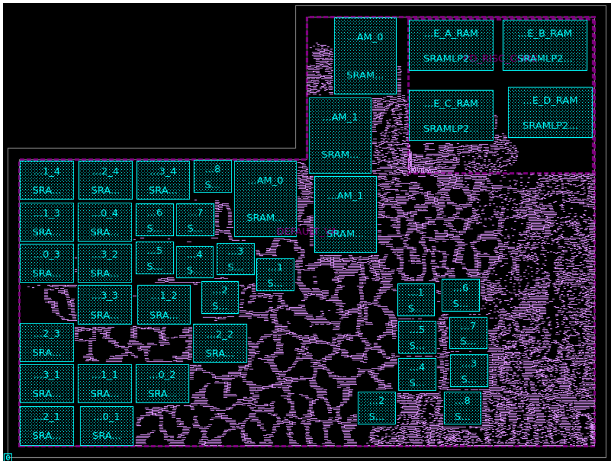 ...AM_0
SRAM...
...E_A_RAM
SRAMLP2...
...E_B_RAM
SRAMLP2...
...E_C_RAM
SRAMLP2
...E_D_RAM
SRAMLP2...
...AM_1
SRAM...
...1_4
SRA...
...2_4
SRA...
...3_4
SRA...
...8
S...
...AM_0
SRAM...
...AM_1
SRAM...
...1_3
SRA...
...0_4
SRA...
...6
S...
...7
S...
...0_3
SRA...
...3_2
SRA...
...5
S...
...4
S...
...3
S...
...1
S...
...3_3
SRA...
...1_2
SRA...
...2
S...
...1
S...
...6
S...
...2_3
SRA...
...2_2
SRA...
...5
S...
...7
S...
...3_1
SRA...
...1_1
SRA...
...0_2
SRA...
...4
S...
...3
S...
...2_1
SRA...
...0_1
SRA...
...2
S...
...8
S...